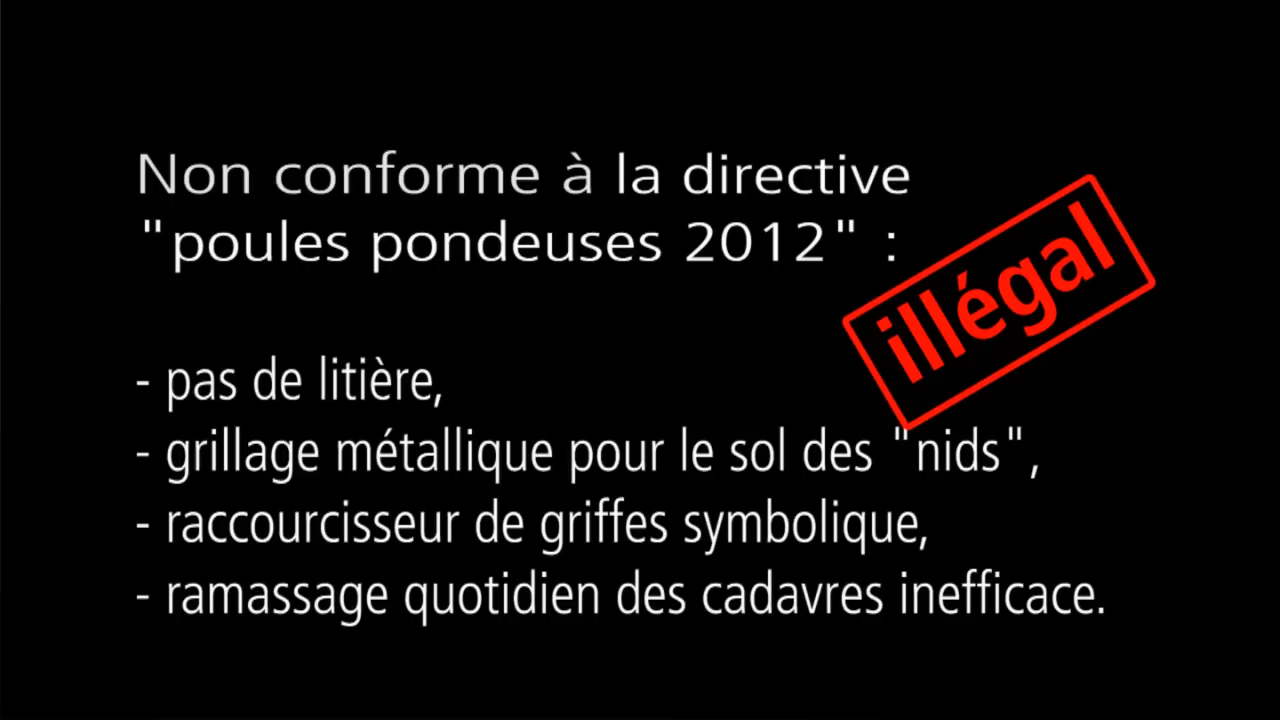 Non conforme à la directive
"poules pondeuses 2012" :
illégal
- pas de litière,
- grillage métallique pour le sol des "nids",
- raccourcisseur de griffes symbolique,
- ramassage quotidien des cadavres inefficace.